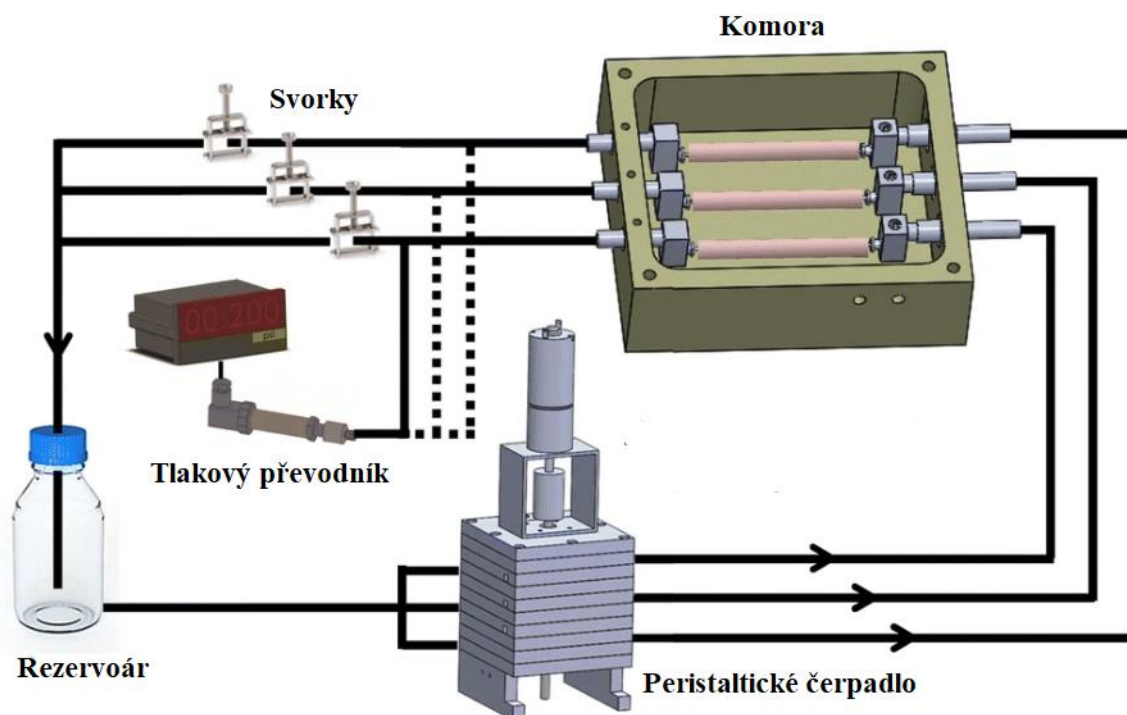 Komora
Svorky
00.200
Tlakový převodník
Rezervoár
Peristaltické čerpadlo